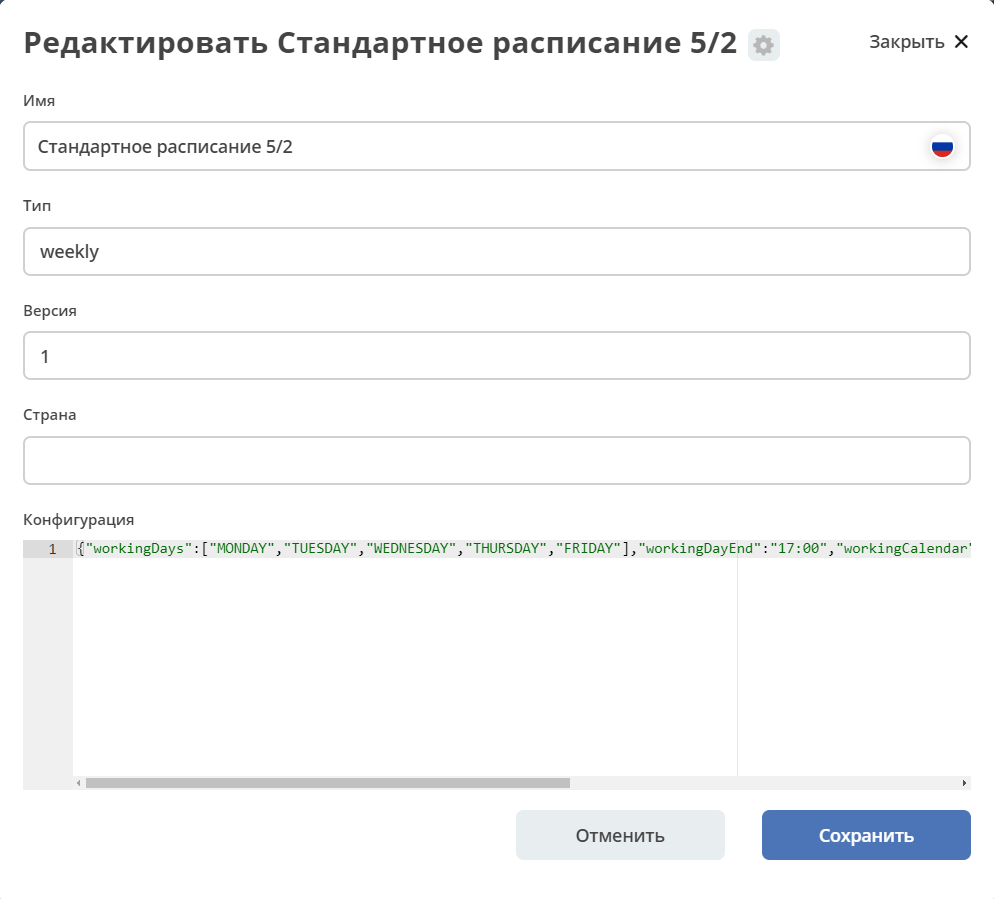 Редактировать Стандартное расписание 5/2
Закрыть ✕
Имя
Стандартное расписание 5/2
Тип
weekly
Версия
1
Страна
Конфигурация
1 {"workingDays":["MONDAY","TUESDAY","WEDNESDAY","THURSDAY","FRIDAY"],"workingDayEnd":"17:00","workingCalendar"
Отменить
Сохранить